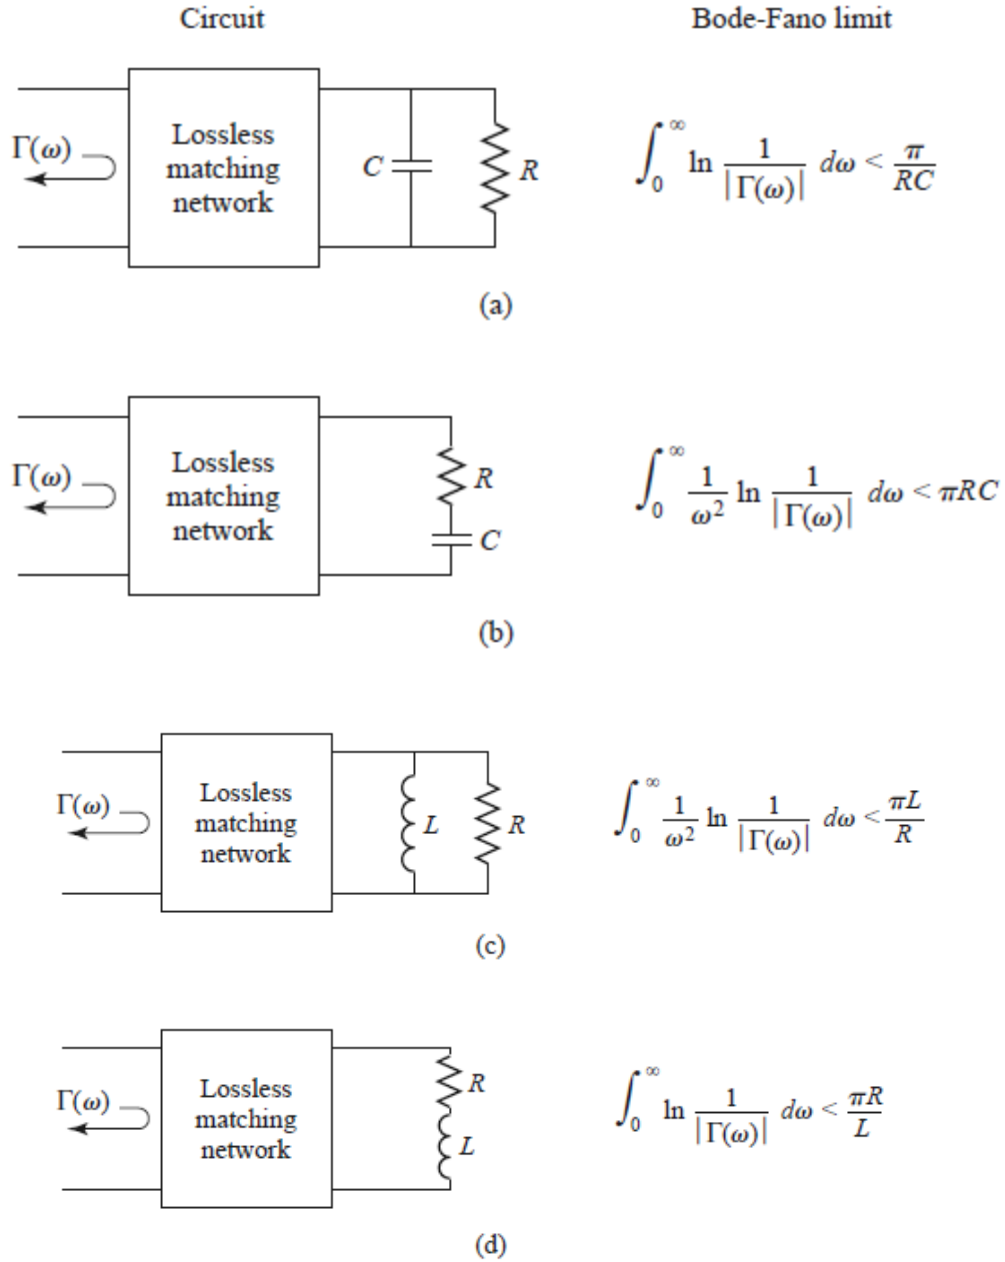 Circuit Bode-Fano limit
Γ(ω)
Lossless
matching
network
C
R
∫₀^∞ ln 1/|Γ(ω)| dω < π/RC
(a)
Γ(ω)
Lossless
matching
network
R
C
∫₀^∞ 1/ω² ln 1/|Γ(ω)| dω < πRC
(b)
Γ(ω)
Lossless
matching
network
L
R
∫₀^∞ 1/ω² ln 1/|Γ(ω)| dω < πL/R
(c)
Γ(ω)
Lossless
matching
network
R
L
∫₀^∞ ln 1/|Γ(ω)| dω < πR/L
(d)